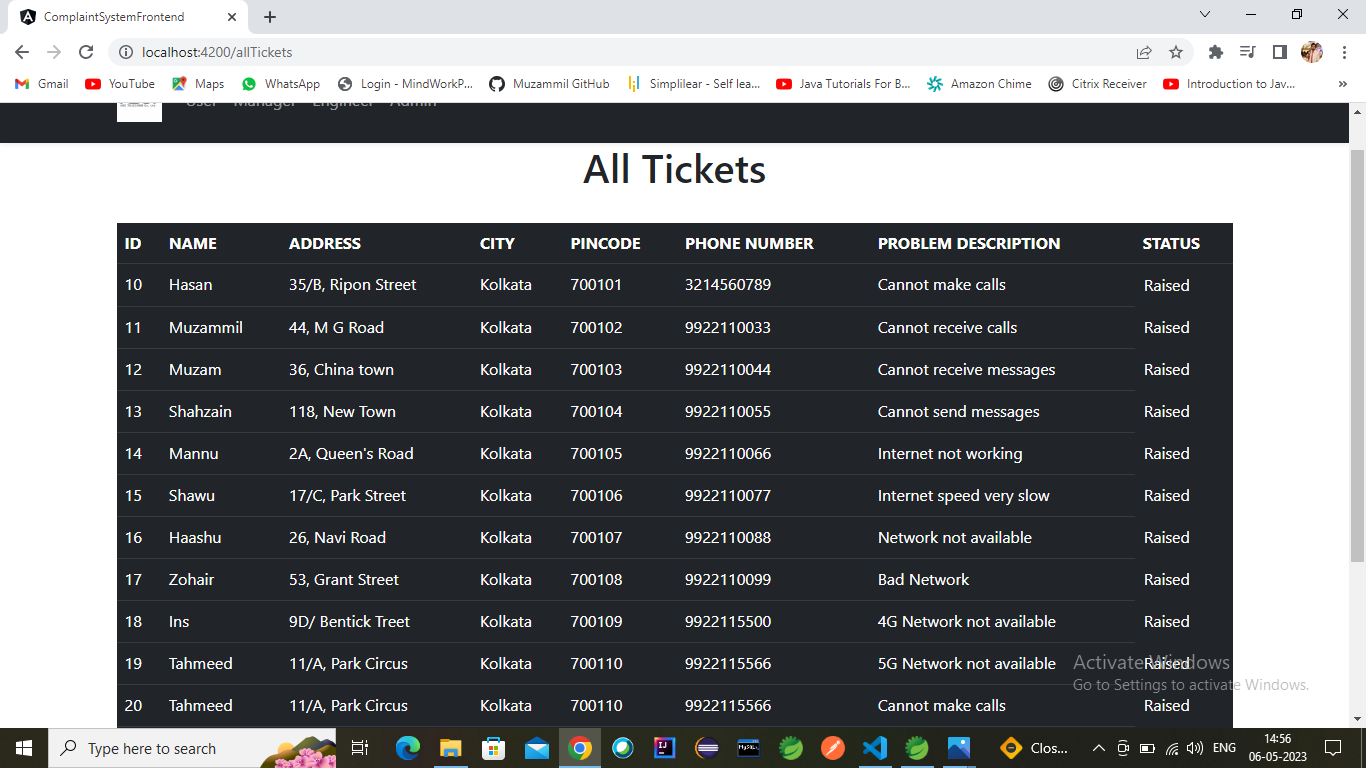 ComplaintSystemFrontend
localhost:4200/allTickets
Gmail YouTube Maps WhatsApp Login - MindWorkP... Muzammil GitHub Simplilear - Self lea... Java Tutorials For B... Amazon Chime Citrix Receiver Introduction to Jav... »
User Manager Engineer Admin
All Tickets
ID NAME ADDRESS CITY PINCODE PHONE NUMBER PROBLEM DESCRIPTION STATUS
10 Hasan 35/B, Ripon Street Kolkata 700101 3214560789 Cannot make calls Raised
11 Muzammil 44, M G Road Kolkata 700102 9922110033 Cannot receive calls Raised
12 Muzam 36, China town Kolkata 700103 9922110044 Cannot receive messages Raised
13 Shahzain 118, New Town Kolkata 700104 9922110055 Cannot send messages Raised
14 Mannu 2A, Queen's Road Kolkata 700105 9922110066 Internet not working Raised
15 Shawu 17/C, Park Street Kolkata 700106 9922110077 Internet speed very slow Raised
16 Haashu 26, Navi Road Kolkata 700107 9922110088 Network not available Raised
17 Zohair 53, Grant Street Kolkata 700108 9922110099 Bad Network Raised
18 Ins 9D/ Bentick Treet Kolkata 700109 9922115500 4G Network not available Raised
19 Tahmeed 11/A, Park Circus Kolkata 700110 9922115566 5G Network not available Raised
Activate Windows
Go to Settings to activate Windows.
20 Tahmeed 11/A, Park Circus Kolkata 700110 9922115566 Cannot make calls Raised
Type here to search Clos... ENG 14:56
06-05-2023